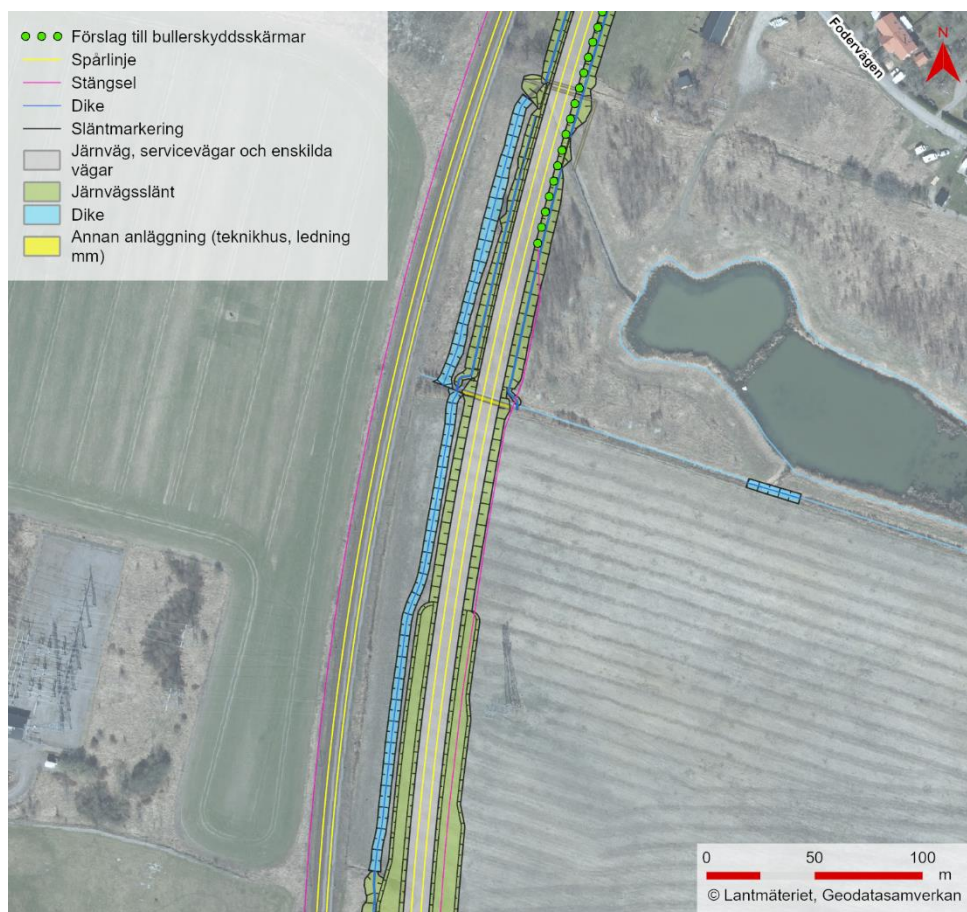 Förslag till bullerskyddsskärmar
Spårlinje
Stängsel
Dike
Släntmarkering
Järnväg, servicevägar och enskilda
vägar
Järnvägsslänt
Dike
Annan anläggning (teknikhus, ledning
mm)
Fodervägen
N
0 50 100
m
© Lantmäteriet, Geodatasamverkan